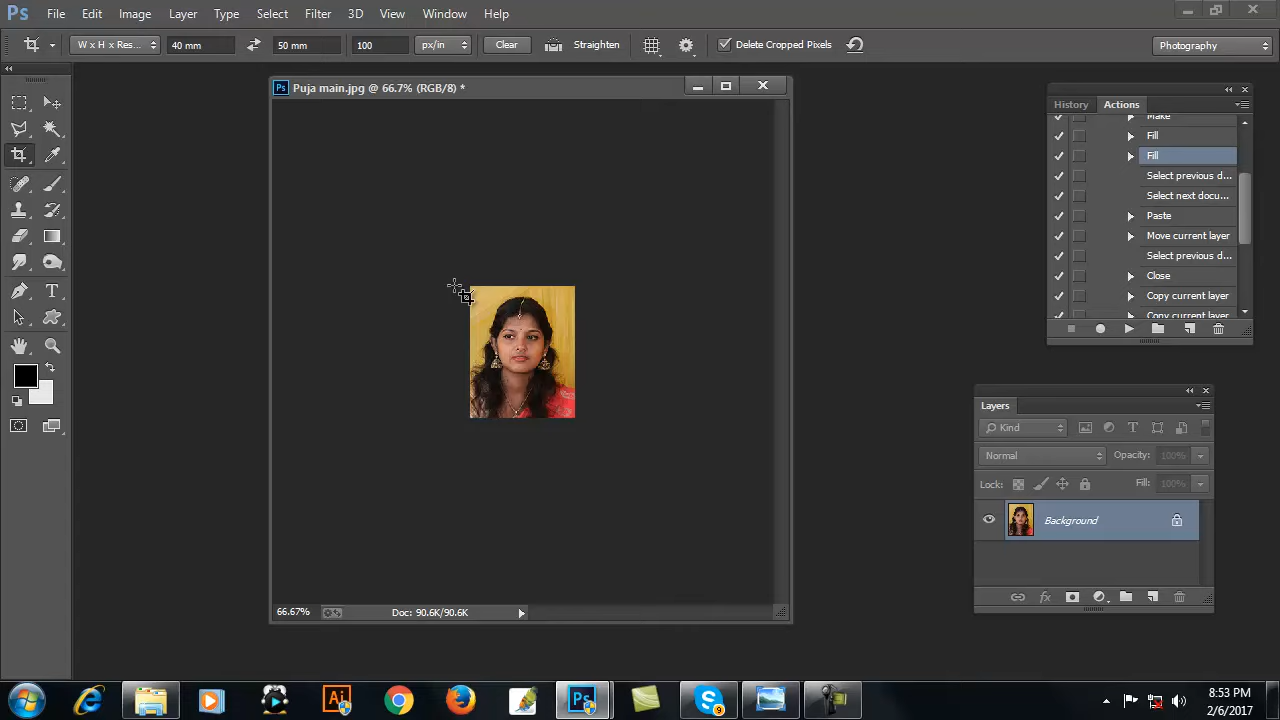 Ps File Edit Image Layer Type Select Filter 3D View Window Help
W x H x Res... 40 mm 50 mm 100 px/in Clear Straighten Delete Cropped Pixels Photography
Ps Puja main.jpg @ 66.7% (RGB/8) *
History Actions
Make
Fill
Fill
Select previous d...
Select next docu...
Paste
Move current layer
Select previous d...
Close
Copy current layer
Copy current layer
Layers
Kind
Normal Opacity: 100%
Lock: Fill: 100%
Background
66.67% Doc: 90.6K/90.6K
Ai Ps S 9
8:53 PM
2/6/2017